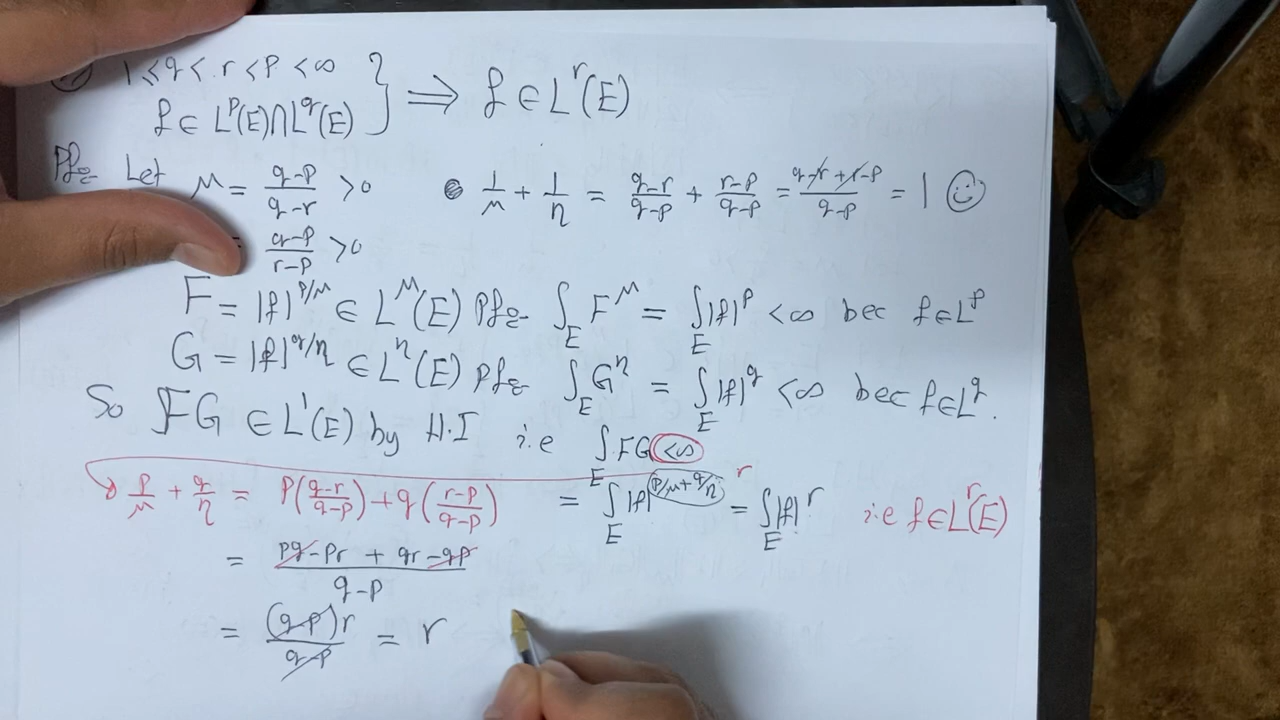 1 ≤ q < r < p < ∞
f ∈ L^p(E)∩L^q(E) } ⟹ f ∈ L^r(E)
Pf:- Let μ = (q-p)/(q-r) >0 1/μ + 1/η = (q-r)/(q-p) + (r-p)/(q-p) = (q-r+r-p)/(q-p) = 1 ☺
= (q-p)/(r-p) >0
F = |f|^{p/μ} ∈ L^μ(E) Pf:- ∫_E F^μ = ∫_E |f|^p < ∞ bec f∈L^p
G = |f|^{q/η} ∈ L^η(E) Pf:- ∫_E G^η = ∫_E |f|^q < ∞ bec f∈L^q.
So FG ∈ L^1(E) by H.I i.e ∫_E FG < ∞
p/μ + q/η = p((q-r)/(q-p)) + q((r-p)/(q-p)) = ∫_E |f|^{p/μ+q/η} r = ∫_E |f|^r i.e f∈L^r(E)
= (pq-pr + qr-qp)/(q-p)
= (q-p)r/(q-p) = r